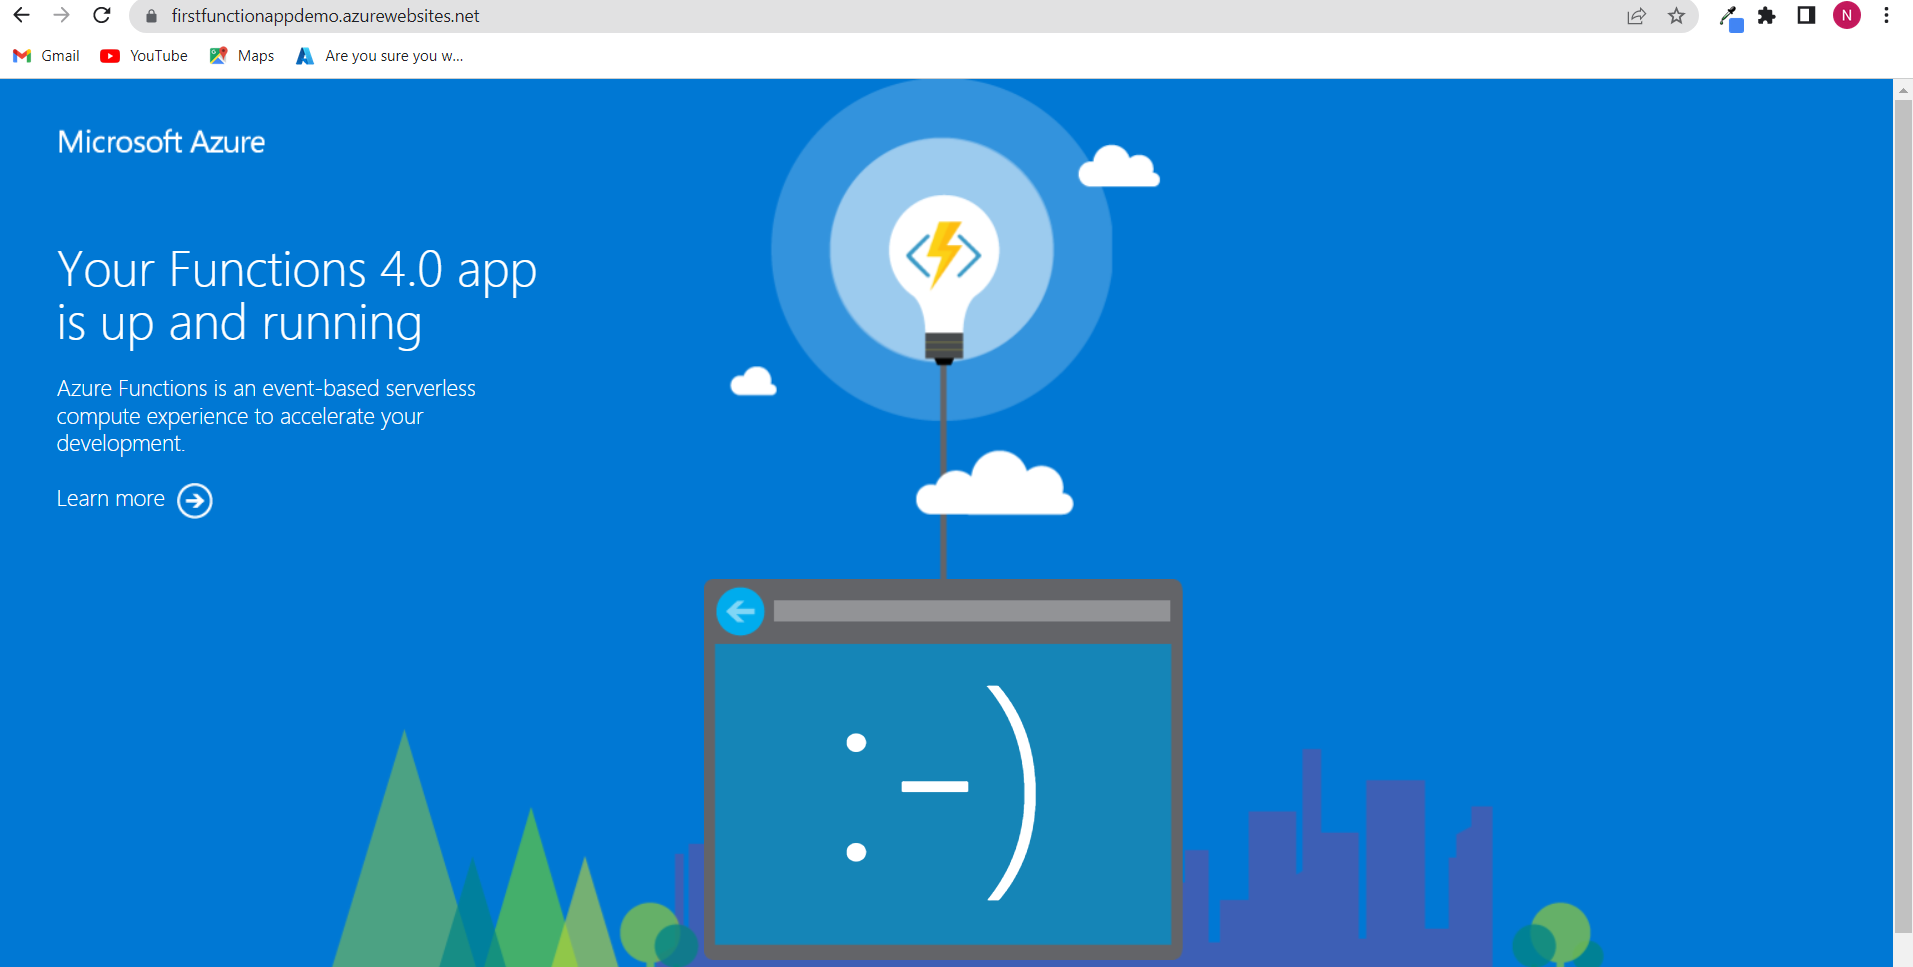 firstfunctionappdemo.azurewebsites.net
N
Gmail YouTube Maps Are you sure you w...
Microsoft Azure
Your Functions 4.0 app
is up and running
Azure Functions is an event-based serverless
compute experience to accelerate your
development.
Learn more
:-)